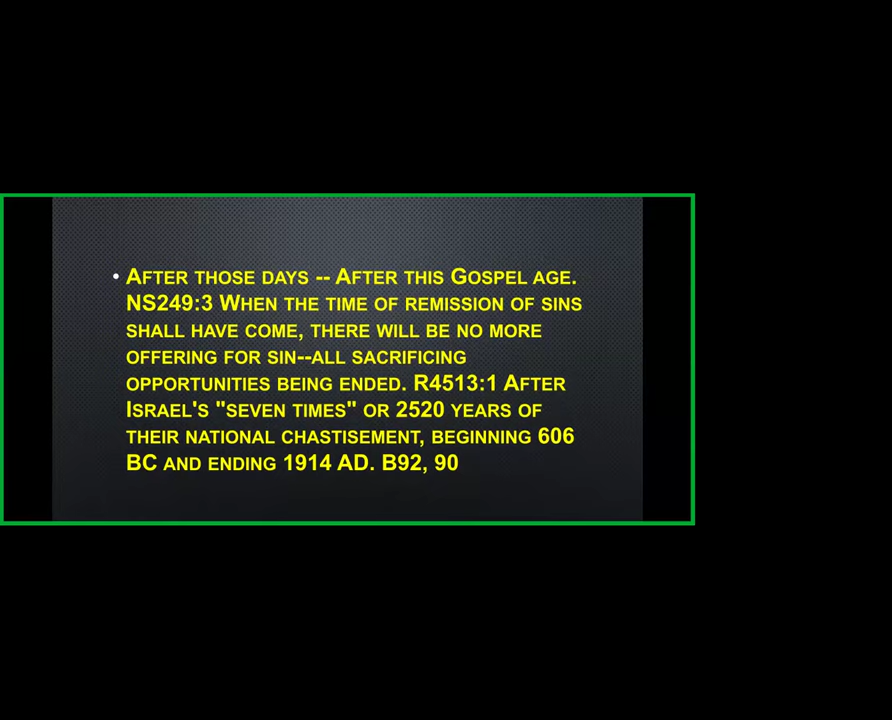 • After those days -- After this Gospel age.
NS249:3 When the time of remission of sins
shall have come, there will be no more
offering for sin--all sacrificing
opportunities being ended. R4513:1 After
Israel's "seven times" or 2520 years of
their national chastisement, beginning 606
BC and ending 1914 AD. B92, 90